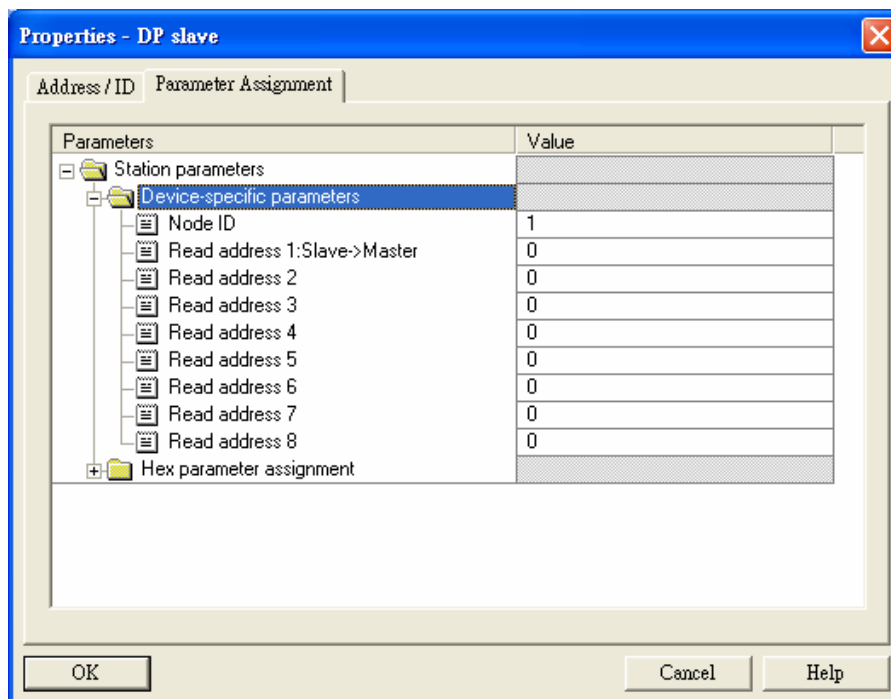 Properties - DP slave
Address / ID Parameter Assignment
Parameters Value
Station parameters
Device-specific parameters
Node ID 1
Read address 1:Slave->Master 0
Read address 2 0
Read address 3 0
Read address 4 0
Read address 5 0
Read address 6 0
Read address 7 0
Read address 8 0
Hex parameter assignment
OK Cancel Help